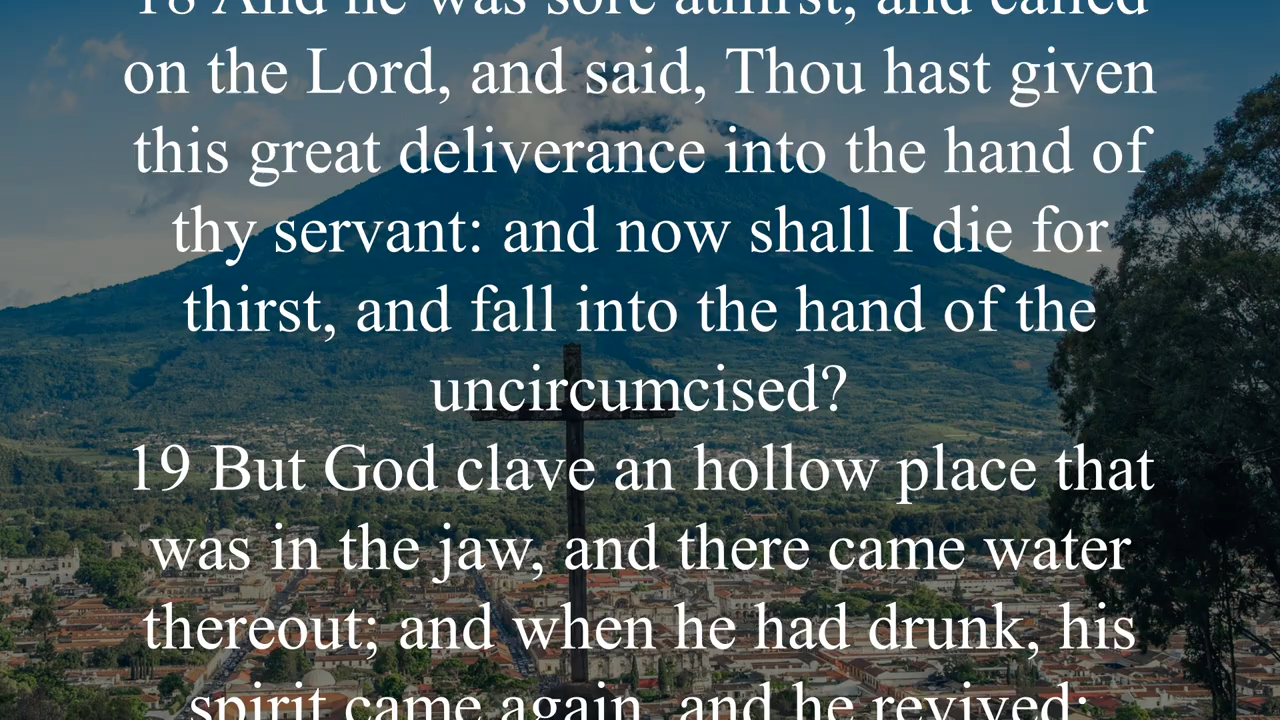 18 And he was sore athirst, and called
on the Lord, and said, Thou hast given
this great deliverance into the hand of
thy servant: and now shall I die for
thirst, and fall into the hand of the
uncircumcised?
19 But God clave an hollow place that
was in the jaw, and there came water
thereout; and when he had drunk, his
spirit came again, and he revived: